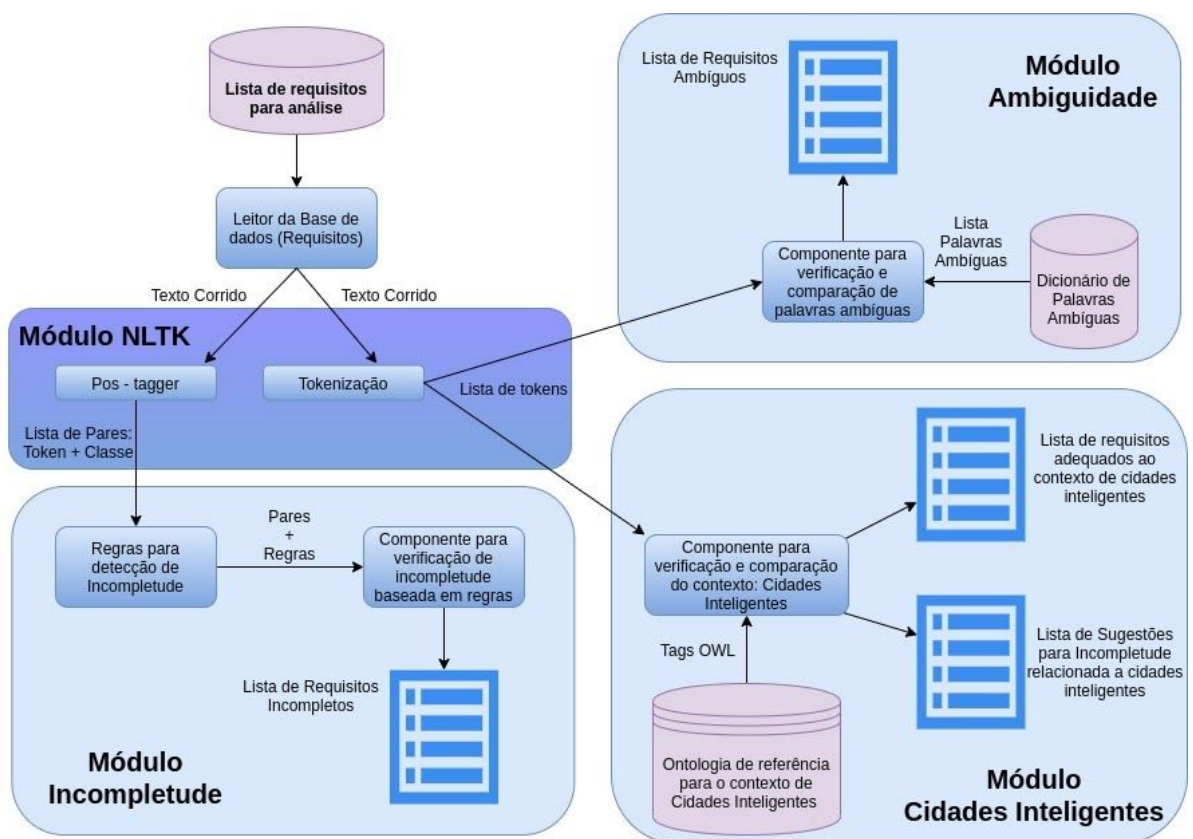 Lista de requisitos
para análise
Leitor da Base de
dados (Requisitos)
Texto Corrido
Texto Corrido
Módulo NLTK
Pos - tagger
Tokenização
Lista de tokens
Lista de Pares:
Token + Classe
Lista de Requisitos
Ambíguos
Módulo
Ambiguidade
Lista
Palavras
Ambíguas
Componente para
verificação e
comparação de
palavras ambíguas
Dicionário de
Palavras
Ambíguas
Regras para
detecção de
Incompletude
Pares
+
Regras
Componente para
verificação de
incompletude
baseada em regras
Lista de Requisitos
Incompletos
Módulo
Incompletude
Lista de requisitos
adequados ao
contexto de cidades
inteligentes
Componente para
verificação e comparação
do contexto: Cidades
Inteligentes
Lista de Sugestões
para Incompletude
relacionada a cidades
inteligentes
Tags OWL
Ontologia de referência
para o contexto de
Cidades Inteligentes
Módulo
Cidades Inteligentes